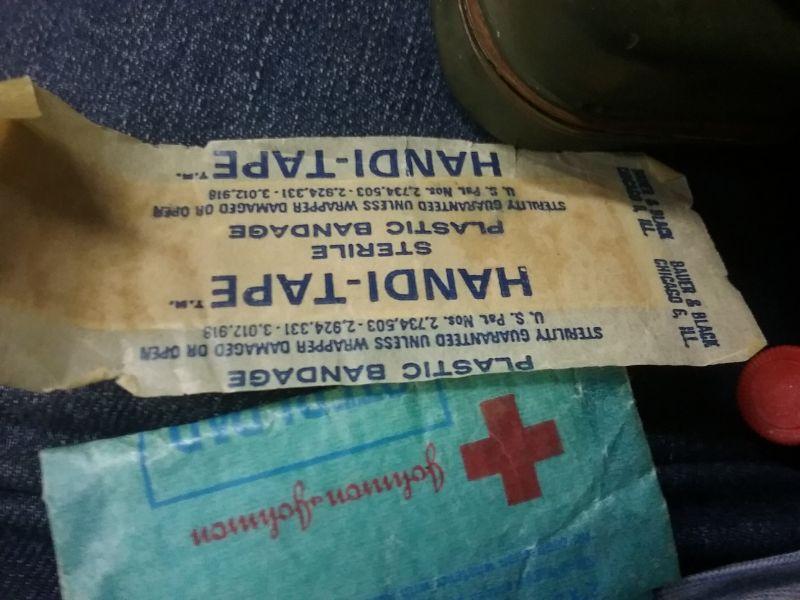 PLASTIC BANDAGE
STERILITY GUARANTEED UNLESS WRAPPER DAMAGED OR OPEN
U. S. Pat. Nos. 2,734,503 - 2,924,331 - 3,012,918
HANDI-TAPE T.M.
STERILE
PLASTIC BANDAGE
STERILITY GUARANTEED UNLESS WRAPPER DAMAGED OR OPEN
U. S. Pat. Nos. 2,734,503 - 2,924,331 - 3,012,918
HANDI-TAPE T.M.
BAUER & BLACK
CHICAGO 6, ILL.
BAUER & BLACK
CHICAGO 6, ILL.
Johnson & Johnson
STERI-PAD